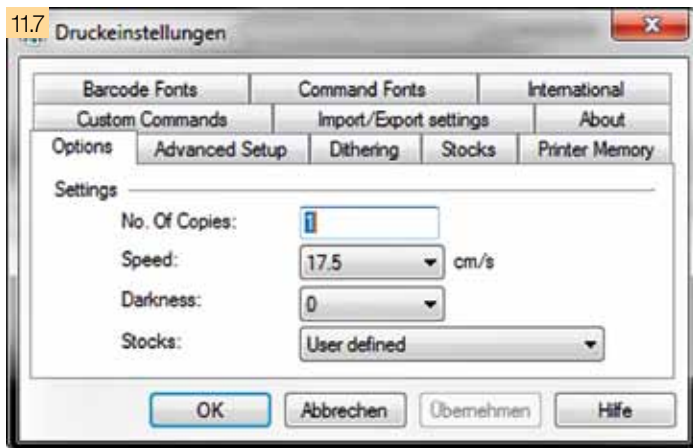 11.7
Druckeinstellungen
Barcode Fonts Command Fonts International
Custom Commands Import/Export settings About
Options Advanced Setup Dithering Stocks Printer Memory
Settings
No. Of Copies: 1
Speed: 17.5 cm/s
Darkness: 0
Stocks: User defined
OK Abbrechen Übernehmen Hilfe